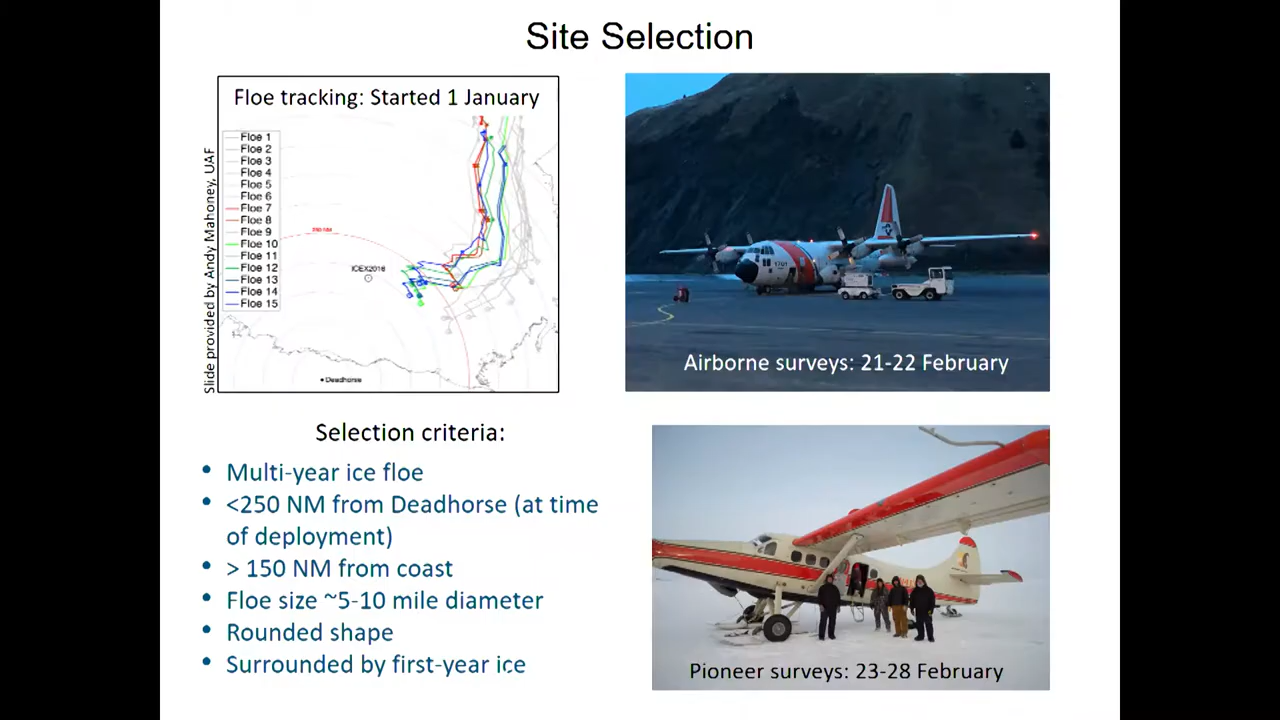 Site Selection
Floe tracking: Started 1 January
Slide provided by Andy Mahoney, UAF
Floe 1
Floe 2
Floe 3
Floe 4
Floe 5
Floe 6
Floe 7
Floe 8
Floe 9
Floe 10
Floe 11
Floe 12
Floe 13
Floe 14
Floe 15
ICEX2018
Deadhorse
Airborne surveys: 21-22 February
Selection criteria:
• Multi-year ice floe
• <250 NM from Deadhorse (at time
of deployment)
• > 150 NM from coast
• Floe size ~5-10 mile diameter
• Rounded shape
• Surrounded by first-year ice
Pioneer surveys: 23-28 February